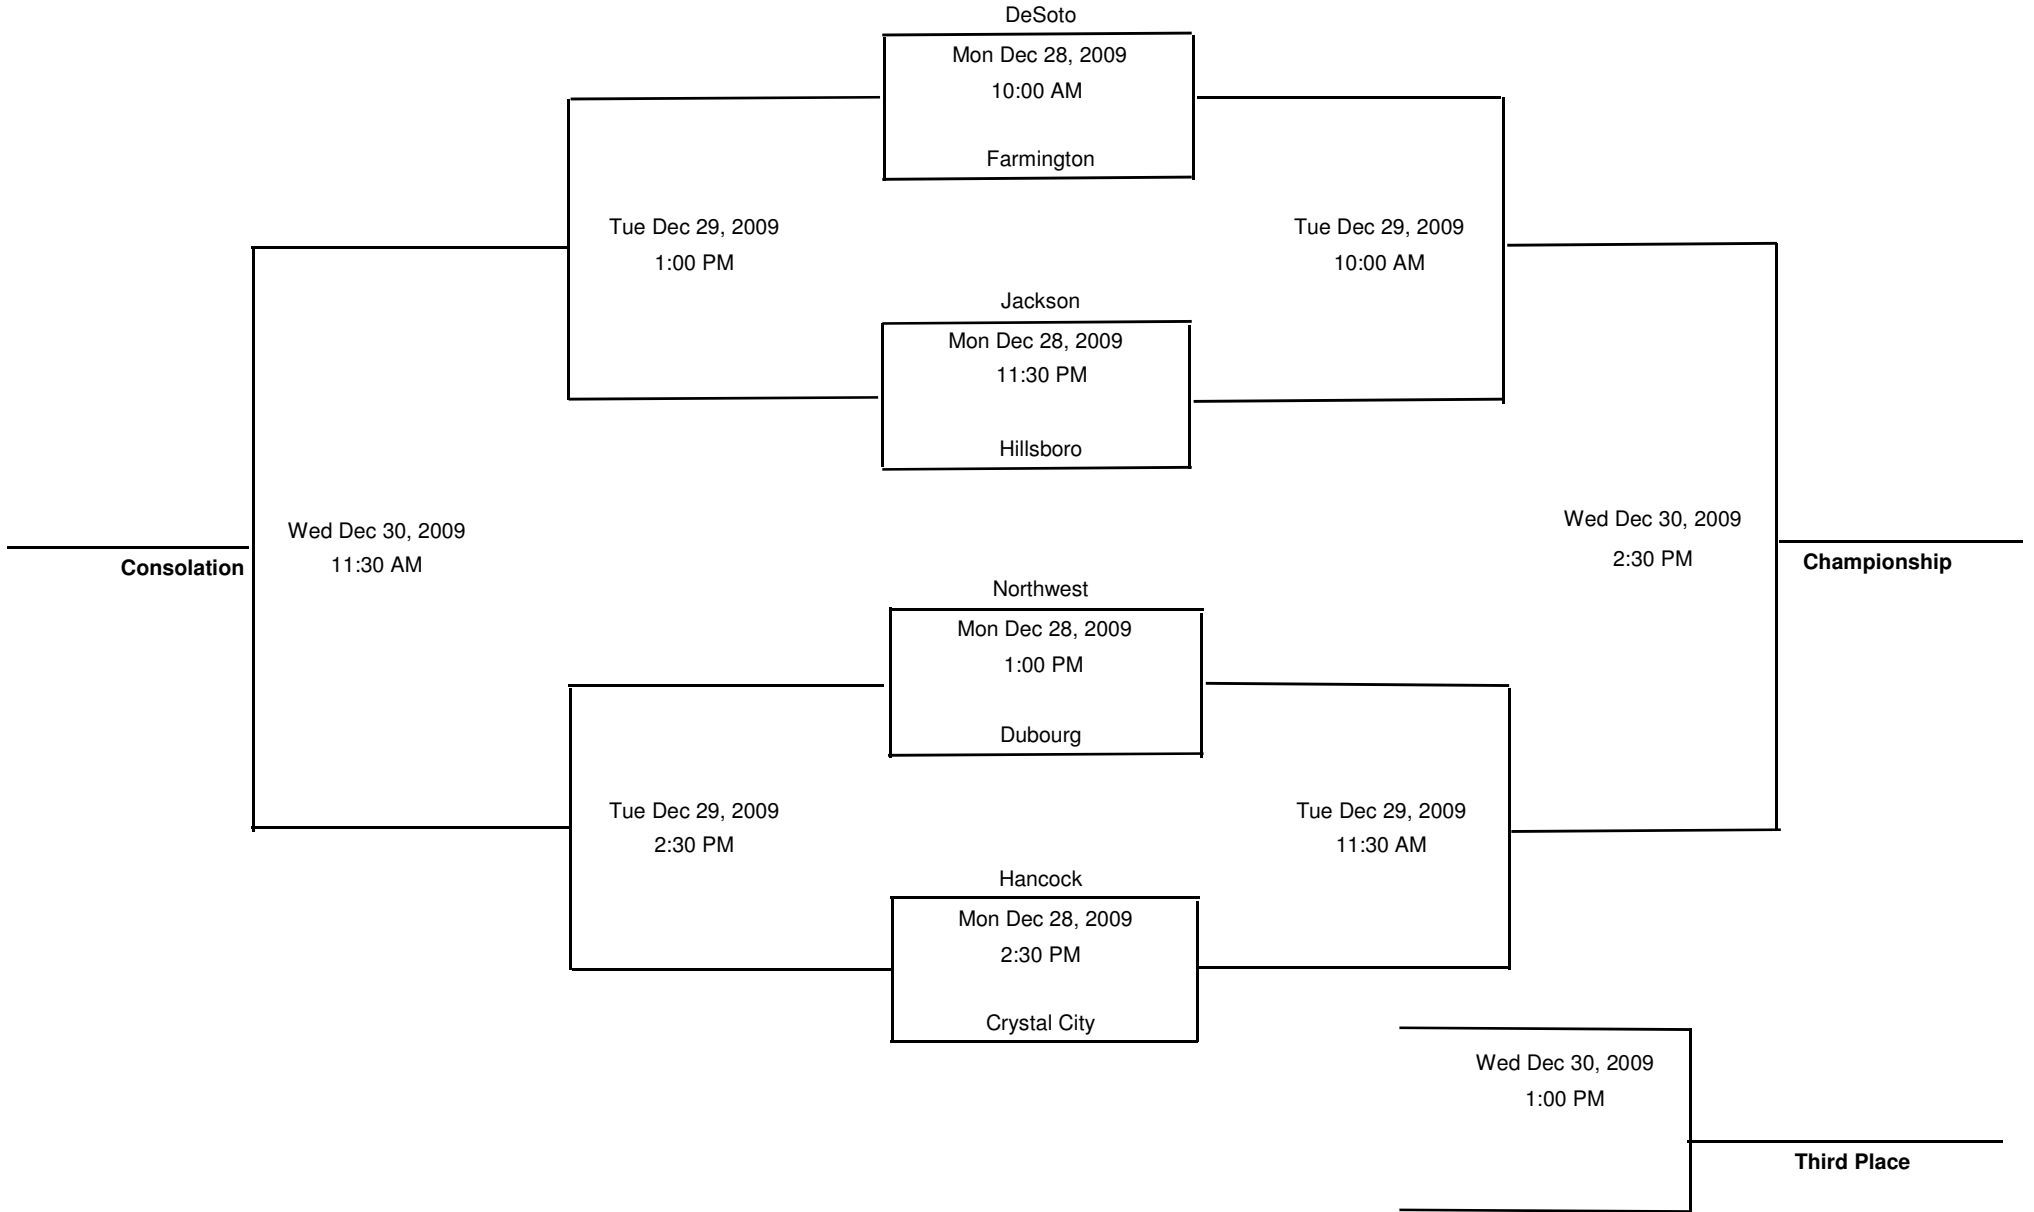 DeSoto
Mon Dec 28, 2009
10:00 AM
Farmington
Tue Dec 29, 2009
1:00 PM
Tue Dec 29, 2009
10:00 AM
Jackson
Mon Dec 28, 2009
11:30 PM
Hillsboro
Wed Dec 30, 2009
11:30 AM
Consolation
Wed Dec 30, 2009
2:30 PM
Championship
Northwest
Mon Dec 28, 2009
1:00 PM
Dubourg
Tue Dec 29, 2009
2:30 PM
Tue Dec 29, 2009
11:30 AM
Hancock
Mon Dec 28, 2009
2:30 PM
Crystal City
Wed Dec 30, 2009
1:00 PM
Third Place